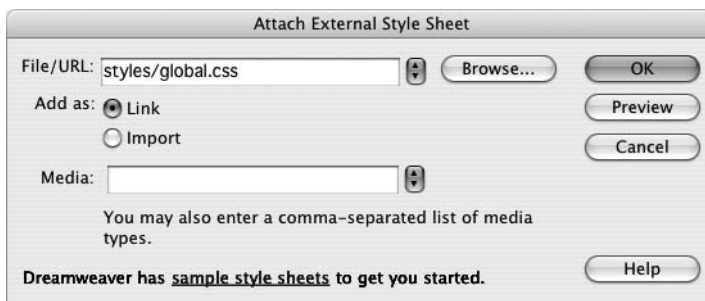 Attach External Style Sheet
File/URL: styles/global.css Browse... OK
Add as: Link Preview
Import Cancel
Media:
You may also enter a comma-separated list of media
types.
Dreamweaver has sample style sheets to get you started. Help